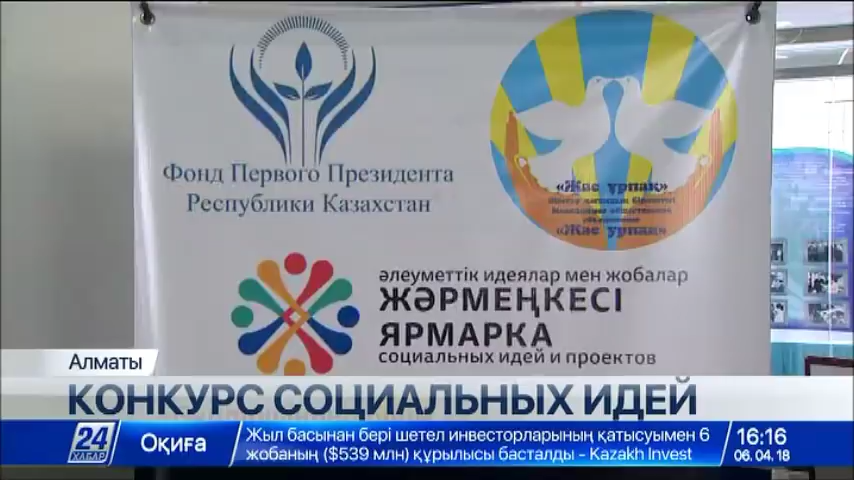 Фонд Первого Президента
Республики Казахстан
«Жас ұрпақ»
«Жас ұрпақ»
әлеуметтік идеялар мен жобалар
ЖӘРМЕҢКЕСІ
ЯРМАРКА
социальных идей и проектов
Алматы
КОНКУРС СОЦИАЛЬНЫХ ИДЕЙ
24
ХАБАР
Оқиға
Жыл басынан бері шетел инвесторларының қатысуымен 6
жобаның ($539 млн) құрылысы басталды - Kazakh Invest
16:16
06.04.18